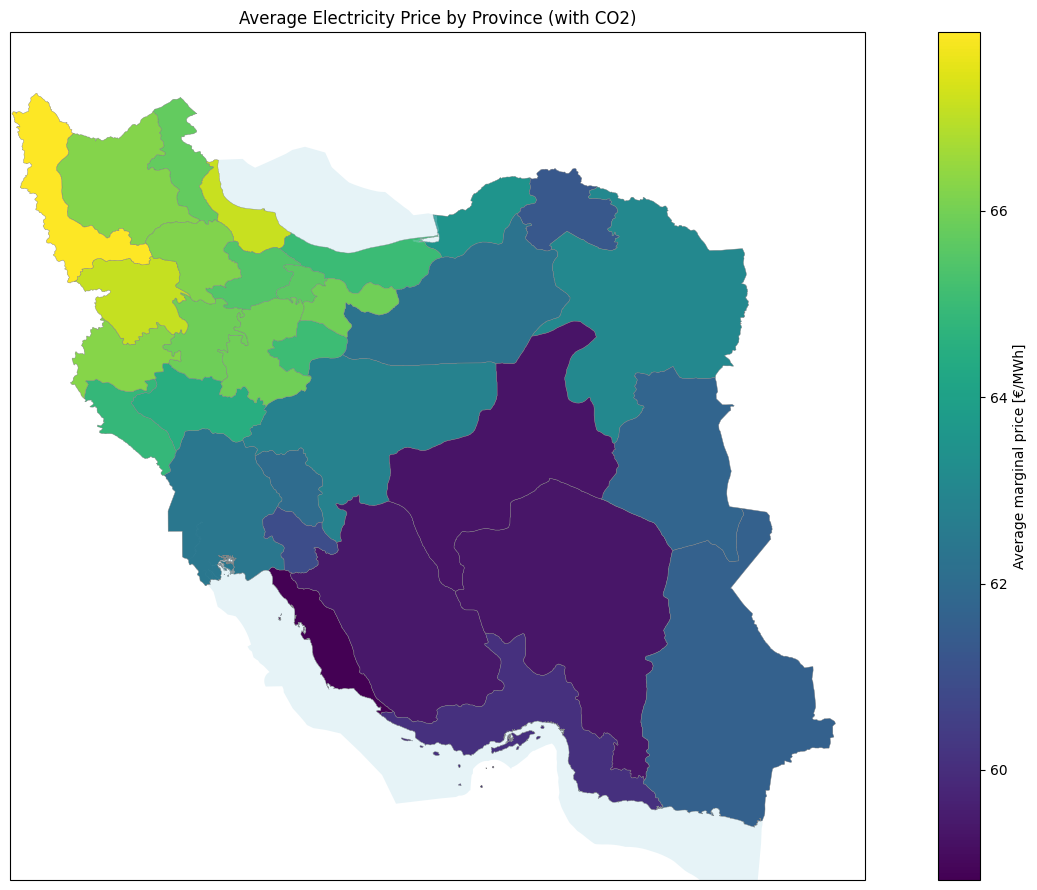 Average Electricity Price by Province (with CO2)
66
64
62
60
Average marginal price [€/MWh]